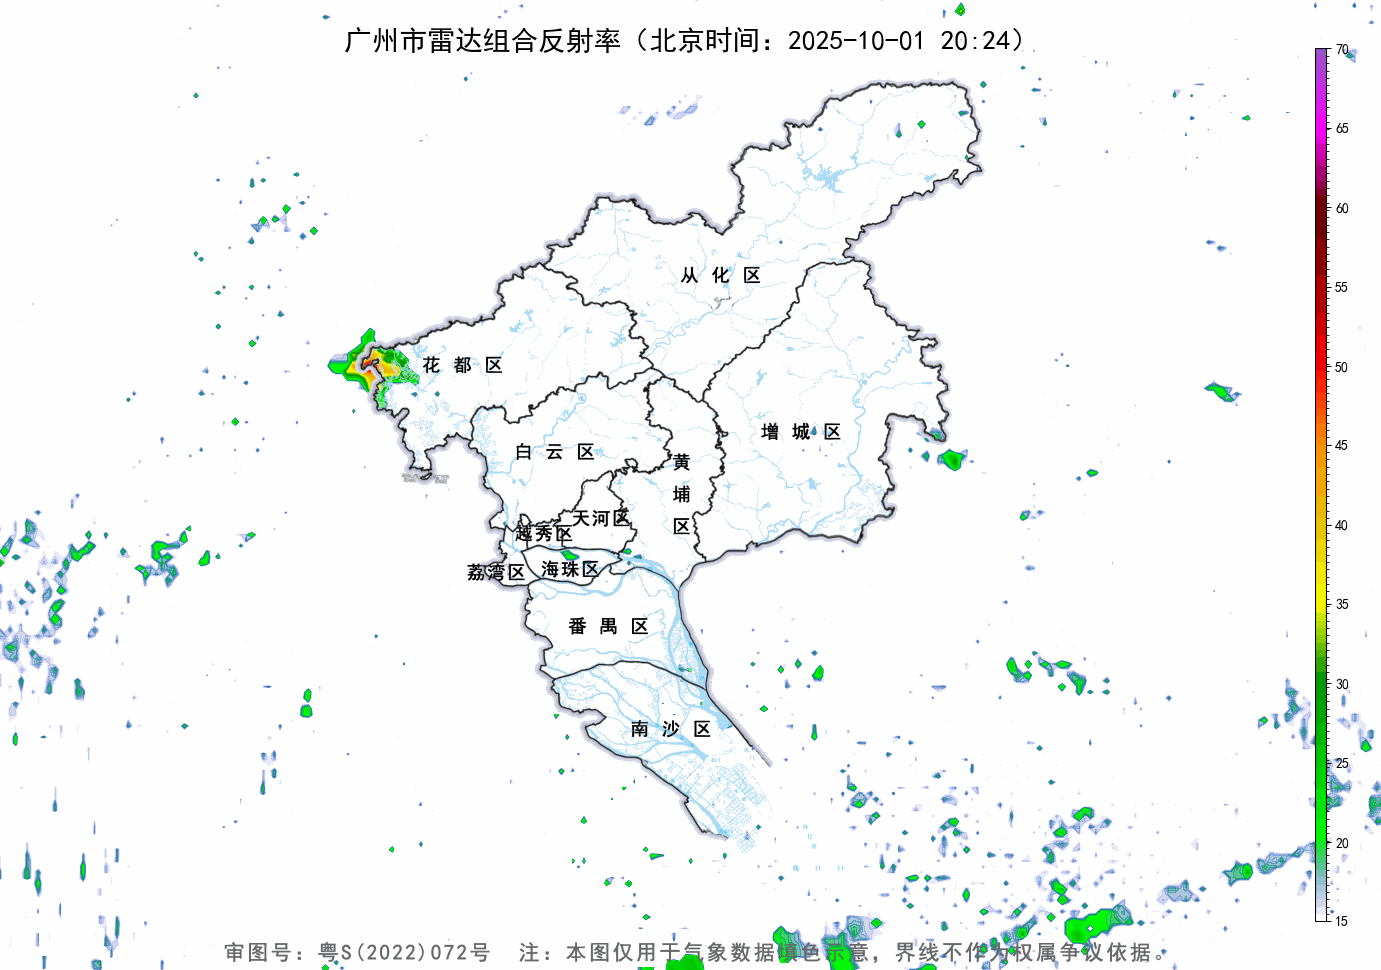 广州市雷达组合反射率（北京时间：2025-10-01 20:24）
70
65
60
55
50
45
40
35
30
25
20
15
从化区
花都区
增城区
白云区
黄埔区
天河区
越秀区
荔湾区
海珠区
番禺区
南沙区
审图号：粤S(2022)072号 注：本图仅用于气象数据填色示意，界线不作为权属争议依据。